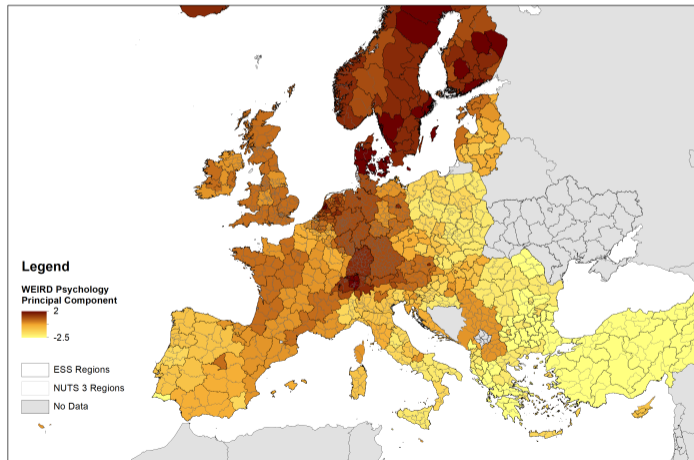 Legend
WEIRD Psychology
Principal Component
2
-2.5
ESS Regions
NUTS 3 Regions
No Data